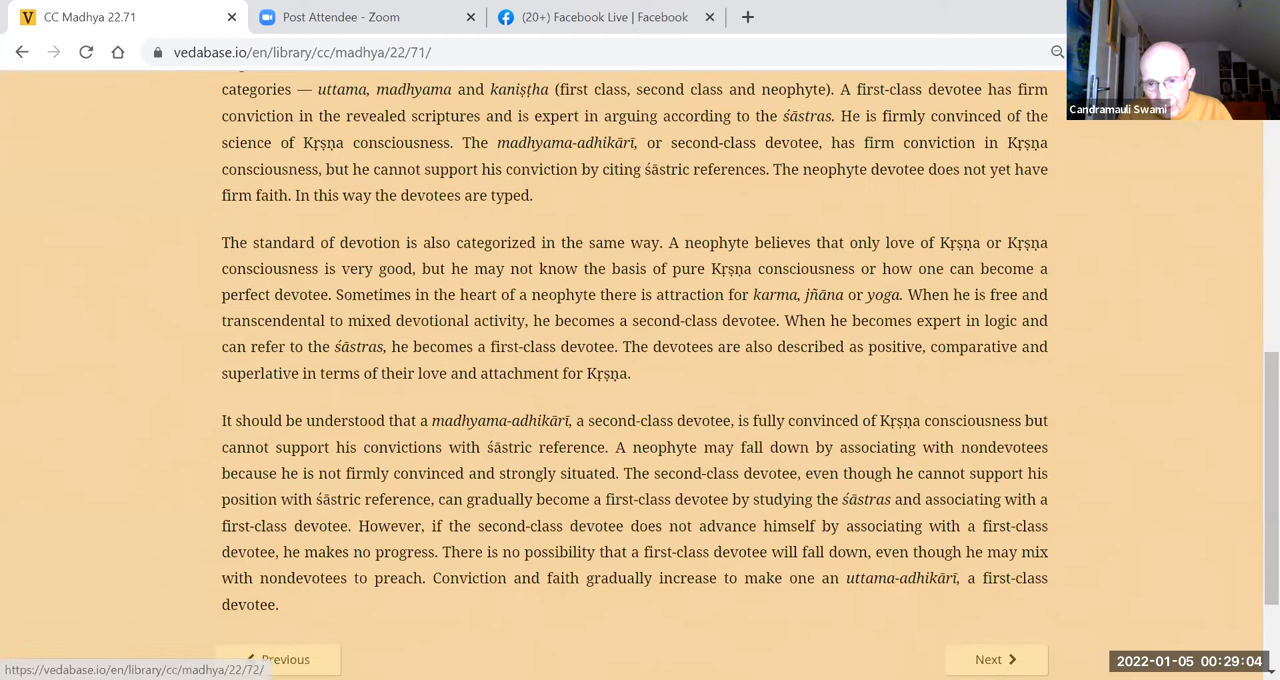 CC Madhya 22.71
Post Attendee - Zoom
(20+) Facebook Live | Facebook
vedabase.io/en/library/cc/madhya/22/71/
Candramauli Swami
categories — uttama, madhyama and kaniṣṭha (first class, second class and neophyte). A first-class devotee has firm
conviction in the revealed scriptures and is expert in arguing according to the śāstras. He is firmly convinced of the
science of Kṛṣṇa consciousness. The madhyama-adhikārī, or second-class devotee, has firm conviction in Kṛṣṇa
consciousness, but he cannot support his conviction by citing śāstric references. The neophyte devotee does not yet have
firm faith. In this way the devotees are typed.
The standard of devotion is also categorized in the same way. A neophyte believes that only love of Kṛṣṇa or Kṛṣṇa
consciousness is very good, but he may not know the basis of pure Kṛṣṇa consciousness or how one can become a
perfect devotee. Sometimes in the heart of a neophyte there is attraction for karma, jñāna or yoga. When he is free and
transcendental to mixed devotional activity, he becomes a second-class devotee. When he becomes expert in logic and
can refer to the śāstras, he becomes a first-class devotee. The devotees are also described as positive, comparative and
superlative in terms of their love and attachment for Kṛṣṇa.
It should be understood that a madhyama-adhikārī, a second-class devotee, is fully convinced of Kṛṣṇa consciousness but
cannot support his convictions with śāstric reference. A neophyte may fall down by associating with nondevotees
because he is not firmly convinced and strongly situated. The second-class devotee, even though he cannot support his
position with śāstric reference, can gradually become a first-class devotee by studying the śāstras and associating with a
first-class devotee. However, if the second-class devotee does not advance himself by associating with a first-class
devotee, he makes no progress. There is no possibility that a first-class devotee will fall down, even though he may mix
with nondevotees to preach. Conviction and faith gradually increase to make one an uttama-adhikārī, a first-class
devotee.
Previous
Next
https://vedabase.io/en/library/cc/madhya/22/72/
2022-01-05 00:29:04